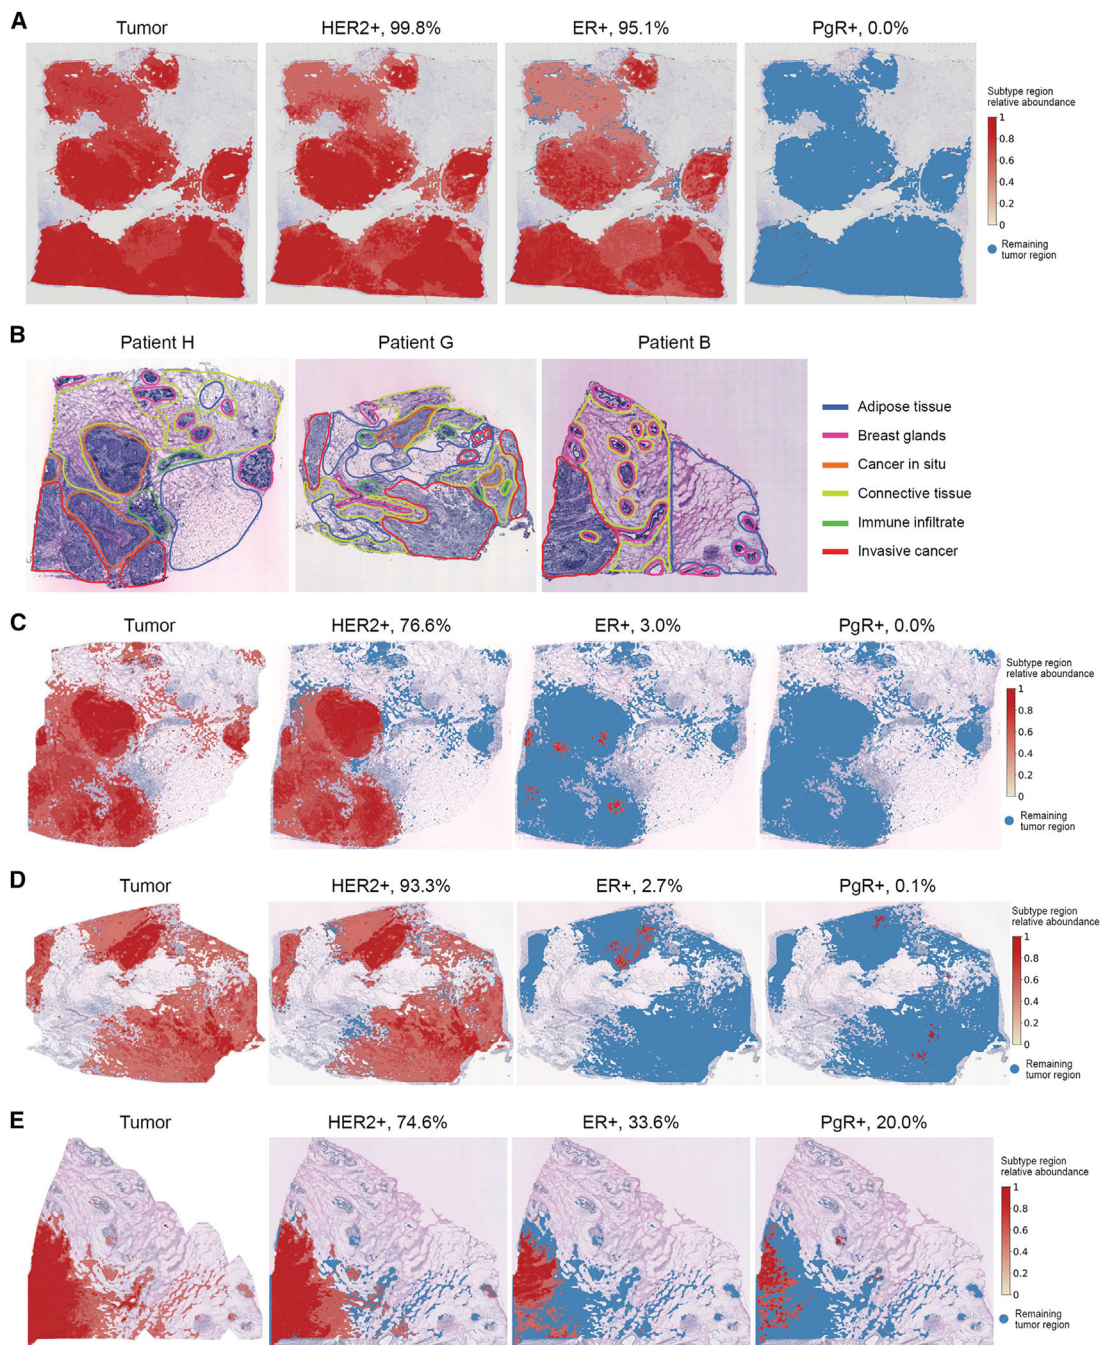 A
Tumor
HER2+, 99.8%
ER+, 95.1%
PgR+, 0.0%
Subtype region
relative aboundance
1
0.8
0.6
0.4
0.2
0
Remaining
tumor region
B
Patient H
Patient G
Patient B
Adipose tissue
Breast glands
Cancer in situ
Connective tissue
Immune infiltrate
Invasive cancer
C
Tumor
HER2+, 76.6%
ER+, 3.0%
PgR+, 0.0%
Subtype region
relative aboundance
1
0.8
0.6
0.4
0.2
0
Remaining
tumor region
D
Tumor
HER2+, 93.3%
ER+, 2.7%
PgR+, 0.1%
Subtype region
relative aboundance
1
0.8
0.6
0.4
0.2
0
Remaining
tumor region
E
Tumor
HER2+, 74.6%
ER+, 33.6%
PgR+, 20.0%
Subtype region
relative aboundance
1
0.8
0.6
0.4
0.2
0
Remaining
tumor region